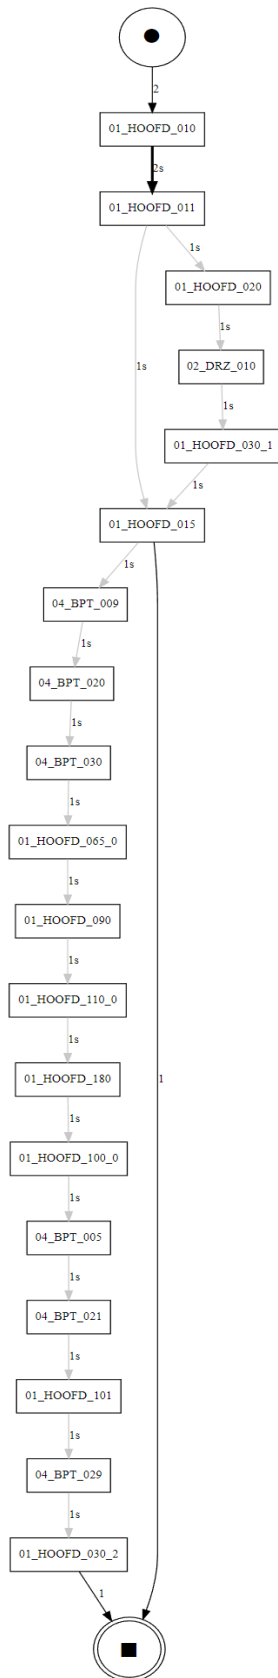 2
01_HOOFD_010
2s
01_HOOFD_011
1s
01_HOOFD_020
1s
02_DRZ_010
1s
1s
01_HOOFD_030_1
1s
01_HOOFD_015
1s
04_BPT_009
1s
04_BPT_020
1s
04_BPT_030
1s
01_HOOFD_065_0
1s
01_HOOFD_090
1s
01_HOOFD_110_0
1s
1
01_HOOFD_180
1s
01_HOOFD_100_0
1s
04_BPT_005
1s
04_BPT_021
1s
01_HOOFD_101
1s
04_BPT_029
1s
01_HOOFD_030_2
1